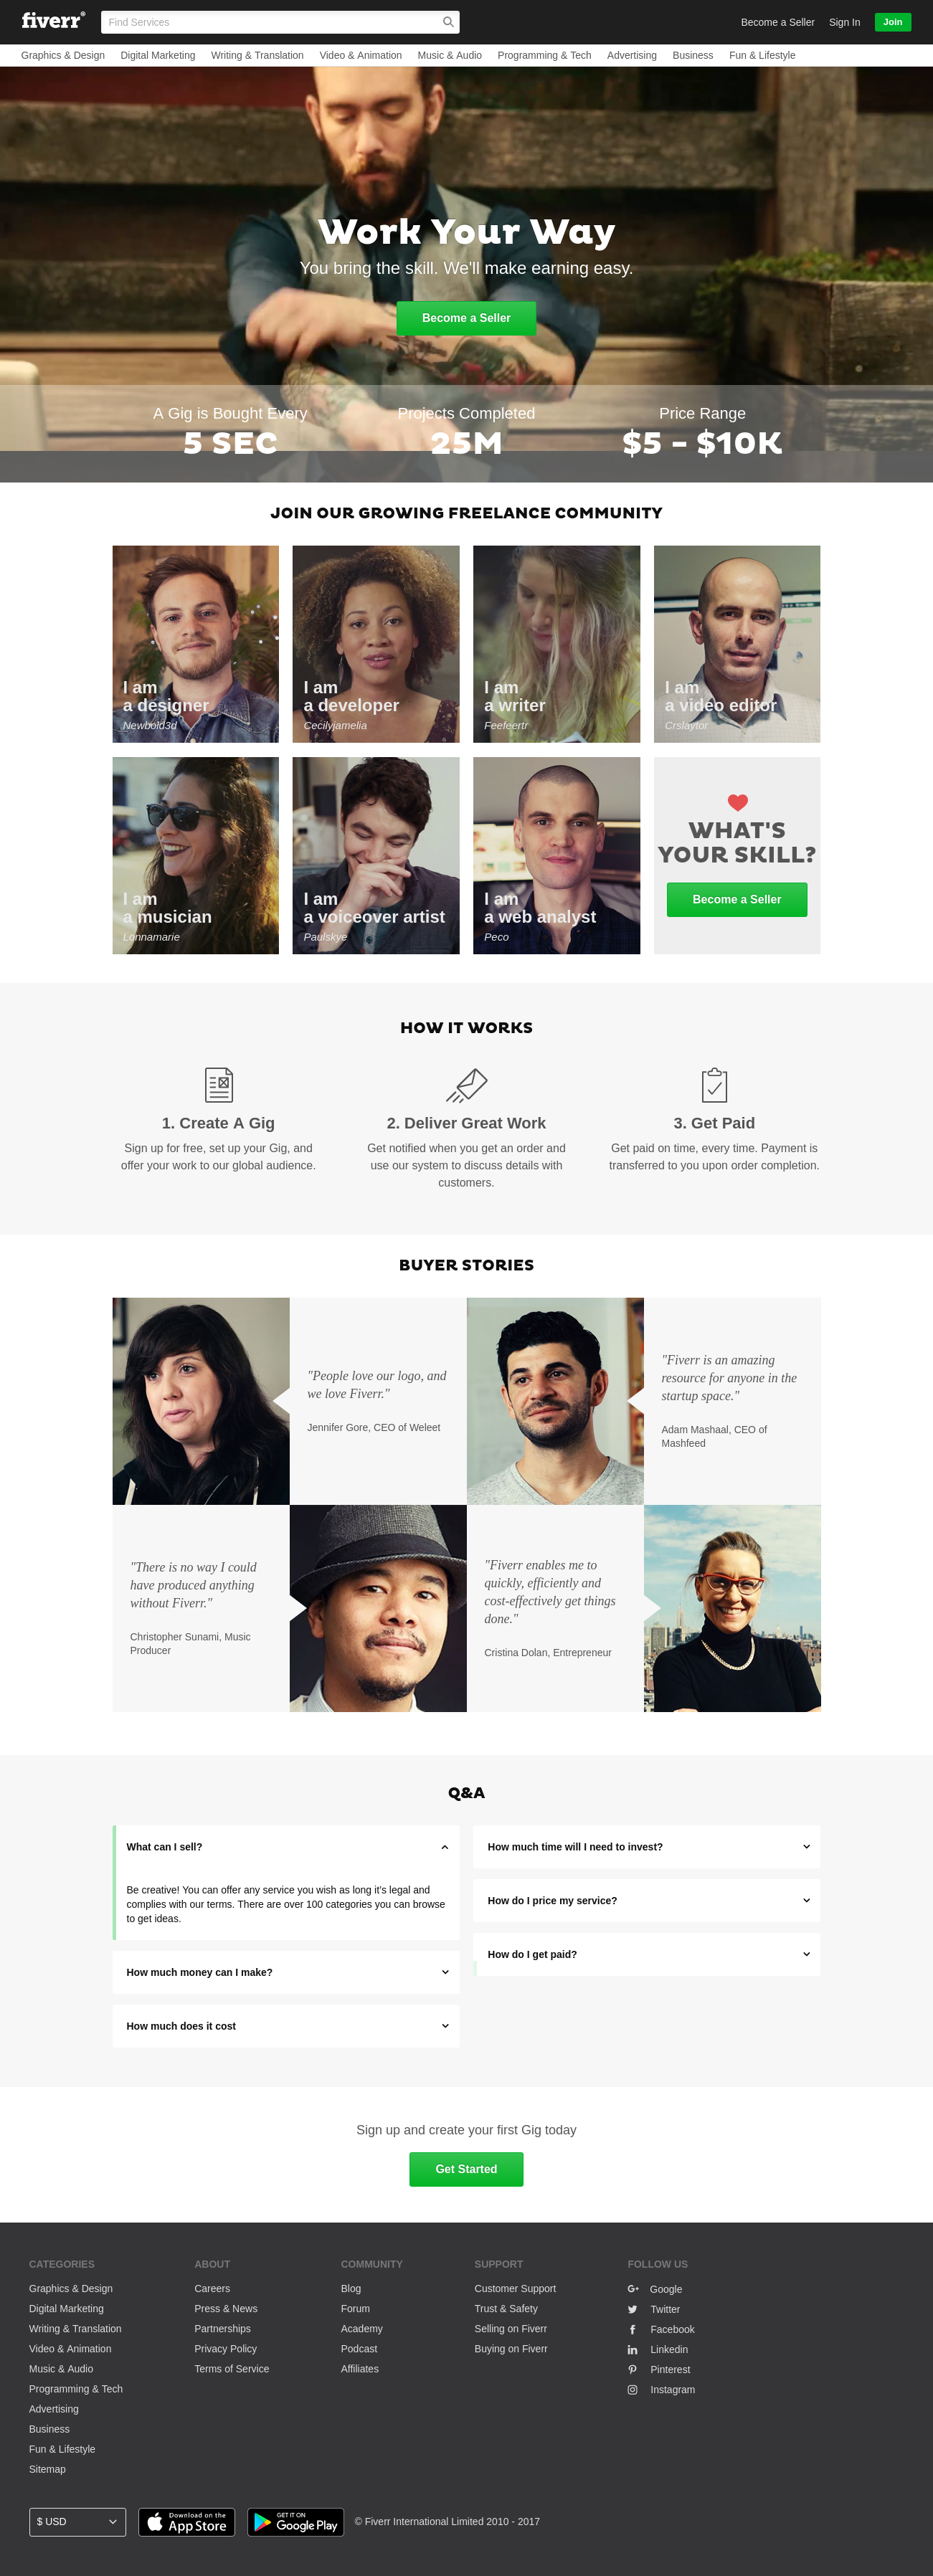 fiverr®
Find Services
Become a Seller
Sign In
Join
Graphics & Design
Digital Marketing
Writing & Translation
Video & Animation
Music & Audio
Programming & Tech
Advertising
Business
Fun & Lifestyle
Work Your Way
You bring the skill. We'll make earning easy.
Become a Seller
A Gig is Bought Every
5 SEC
Projects Completed
25M
Price Range
$5 - $10K
JOIN OUR GROWING FREELANCE COMMUNITY
I am
a designer
Newbold3d
I am
a developer
Cecilyjamelia
I am
a writer
Feefeertr
I am
a video editor
Crslaytor
I am
a musician
Lonnamarie
I am
a voiceover artist
Paulskye
I am
a web analyst
Peco
WHAT'S
YOUR SKILL?
Become a Seller
HOW IT WORKS
1. Create A Gig
Sign up for free, set up your Gig, and
offer your work to our global audience.
2. Deliver Great Work
Get notified when you get an order and
use our system to discuss details with
customers.
3. Get Paid
Get paid on time, every time. Payment is
transferred to you upon order completion.
BUYER STORIES
"People love our logo, and
we love Fiverr."
Jennifer Gore, CEO of Weleet
"Fiverr is an amazing
resource for anyone in the
startup space."
Adam Mashaal, CEO of
Mashfeed
"There is no way I could
have produced anything
without Fiverr."
Christopher Sunami, Music
Producer
"Fiverr enables me to
quickly, efficiently and
cost-effectively get things
done."
Cristina Dolan, Entrepreneur
Q&A
What can I sell?
Be creative! You can offer any service you wish as long it's legal and
complies with our terms. There are over 100 categories you can browse
to get ideas.
How much money can I make?
How much does it cost
How much time will I need to invest?
How do I price my service?
How do I get paid?
Sign up and create your first Gig today
Get Started
CATEGORIES
Graphics & Design
Digital Marketing
Writing & Translation
Video & Animation
Music & Audio
Programming & Tech
Advertising
Business
Fun & Lifestyle
Sitemap
ABOUT
Careers
Press & News
Partnerships
Privacy Policy
Terms of Service
COMMUNITY
Blog
Forum
Academy
Podcast
Affiliates
SUPPORT
Customer Support
Trust & Safety
Selling on Fiverr
Buying on Fiverr
FOLLOW US
Google
Twitter
Facebook
Linkedin
Pinterest
Instagram
$ USD
Download on the
App Store
GET IT ON
Google Play
© Fiverr International Limited 2010 - 2017